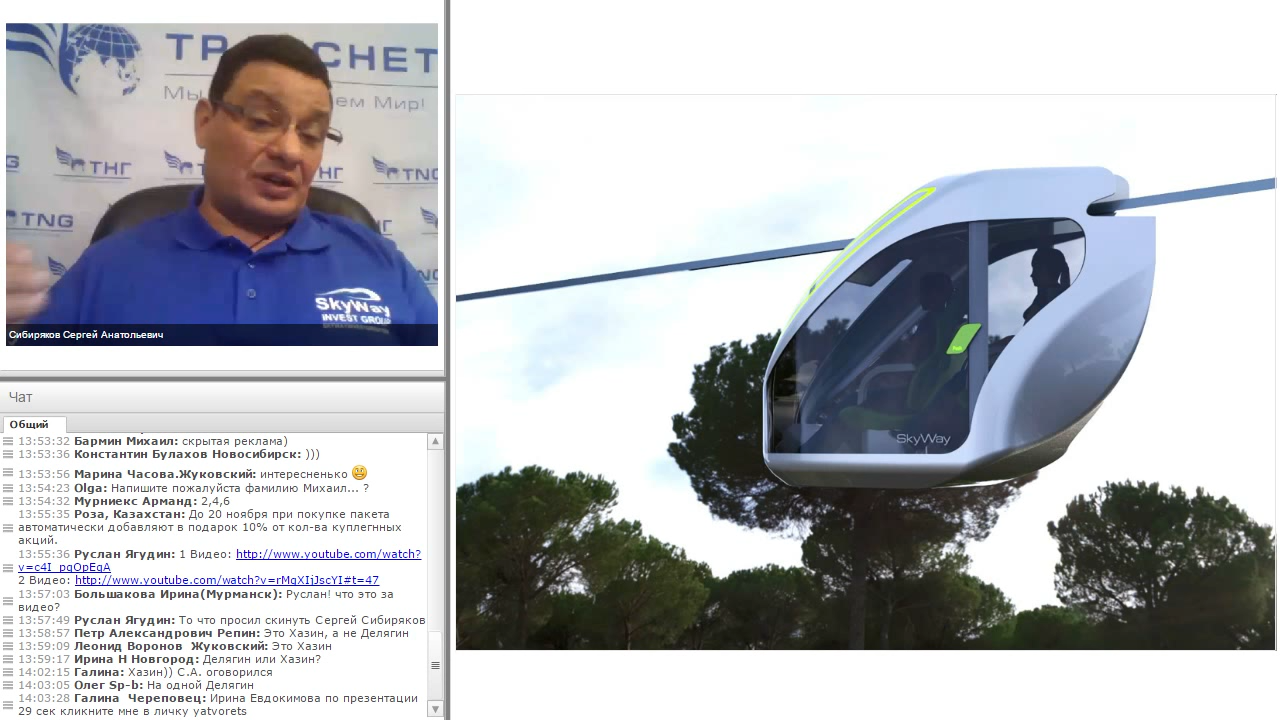 ТР СНЕТ
Мы ем Мир!
ТНГ
TNG
TNG
TNG
SkyWay
INVEST GROUP
Сибиряков Сергей Анатольевич
SkyWay
Чат
Общий
13:53:32 Бармин Михаил: скрытая реклама)
13:53:36 Константин Булахов Новосибирск: )))
13:53:56 Марина Часова.Жуковский: интересненько
13:54:23 Olga: Напишите пожалуйста фамилию Михаил... ?
13:54:32 Мурниекс Арманд: 2,4,6
13:55:35 Роза, Казахстан: До 20 ноября при покупке пакета
автоматически добавляют в подарок 10% от кол-ва куплегнных
акций.
13:55:36 Руслан Ягудин: 1 Видео: http://www.youtube.com/watch?
v=c4I_pqOpEgA
2 Видео: http://www.youtube.com/watch?v=rMqXIjJscYI#t=47
13:57:03 Большакова Ирина(Мурманск): Руслан! что это за
видео?
13:57:49 Руслан Ягудин: То что просил скинуть Сергей Сибиряков
13:58:57 Петр Александрович Репин: Это Хазин, а не Делягин
13:59:09 Леонид Воронов Жуковский: Это Хазин
13:59:17 Ирина Н Новгород: Делягин или Хазин?
14:02:15 Галина: Хазин)) С.А. оговорился
14:03:05 Олег Sp-b: На одной Делягин
14:03:28 Галина Череповец: Ирина Евдокимова по презентации
29 сек кликните мне в личку yatvorets